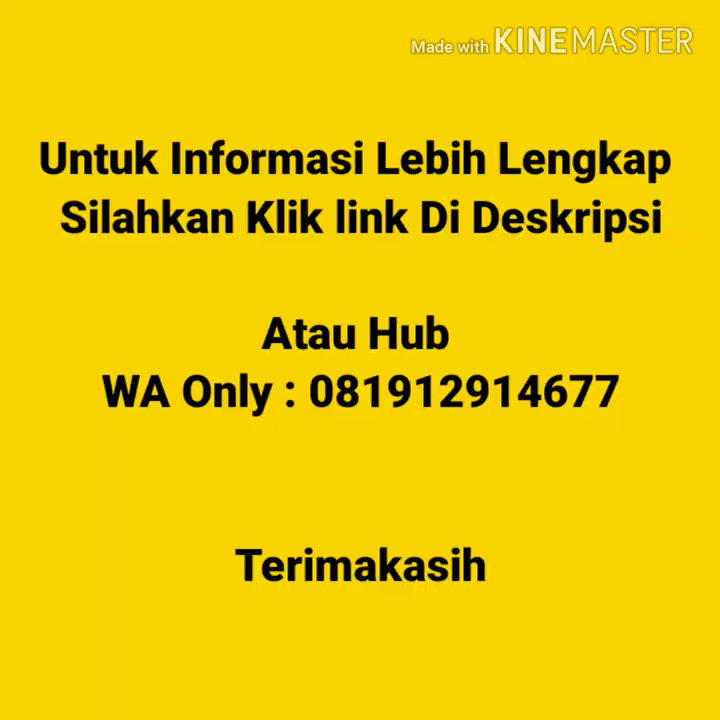 Made with KINEMASTER
Untuk Informasi Lebih Lengkap
Silahkan Klik link Di Deskripsi
Atau Hub
WA Only : 081912914677
Terimakasih